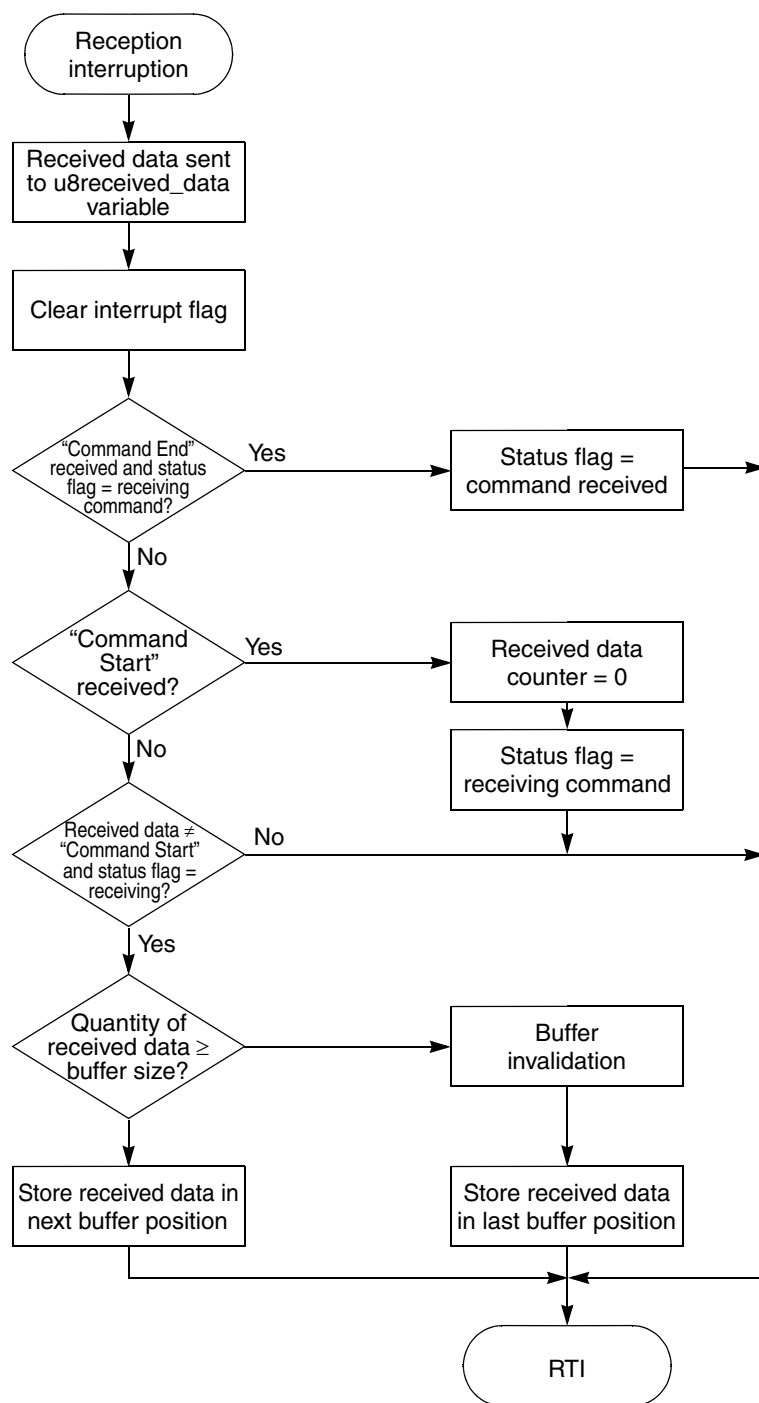 Reception
interruption
Received data sent
to u8received_data
variable
Clear interrupt flag
“Command End”
received and status
flag = receiving
command?
Yes
Status flag =
command received
No
“Command
Start”
received?
Yes
Received data
counter = 0
No
Status flag =
receiving command
Received data ≠
“Command Start”
and status flag =
receiving?
No
Yes
Quantity of
received data ≥
buffer size?
Buffer
invalidation
Store received data in
next buffer position
Store received data
in last buffer position
RTI